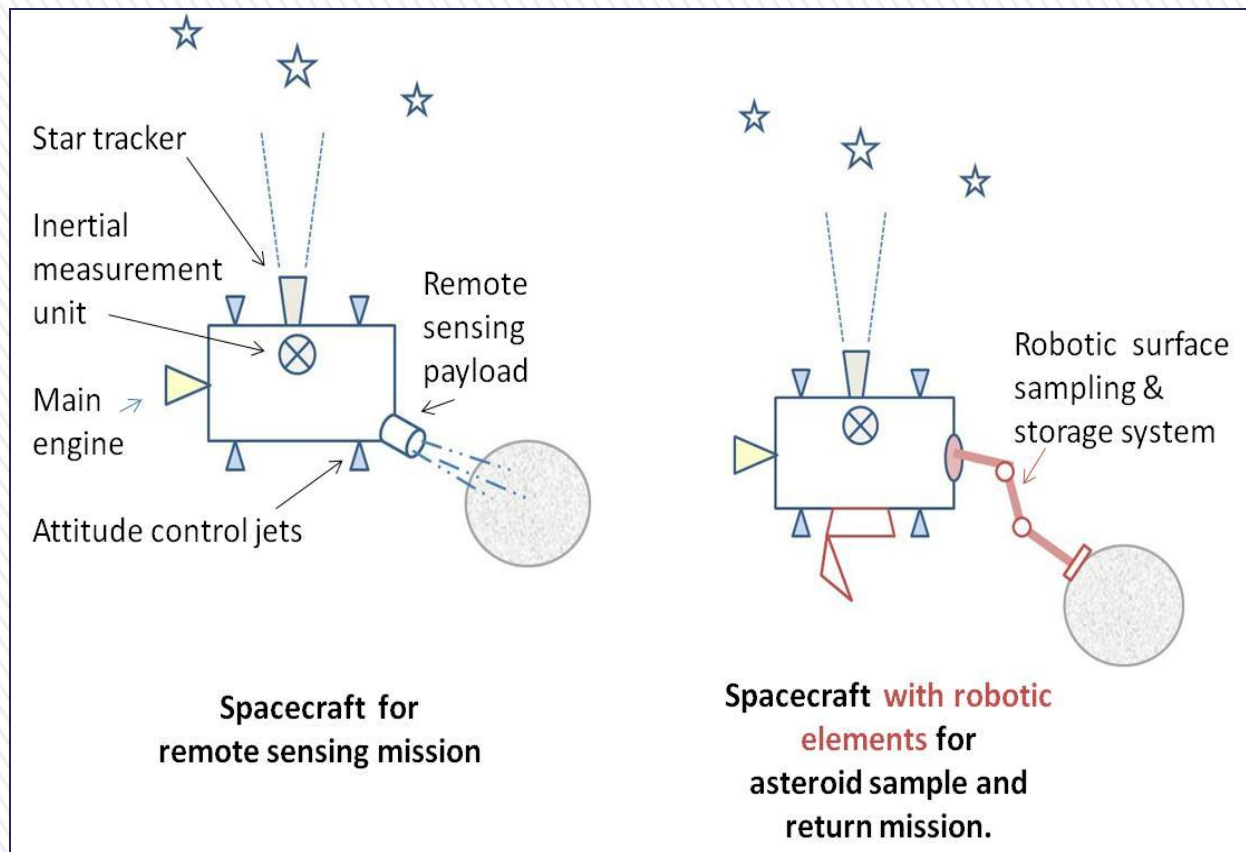 Star tracker
Inertial
measurement
unit
Main
engine
Attitude control jets
Remote
sensing
payload
Spacecraft for
remote sensing mission
Robotic surface
sampling &
storage system
Spacecraft with robotic
elements for
asteroid sample and
return mission.